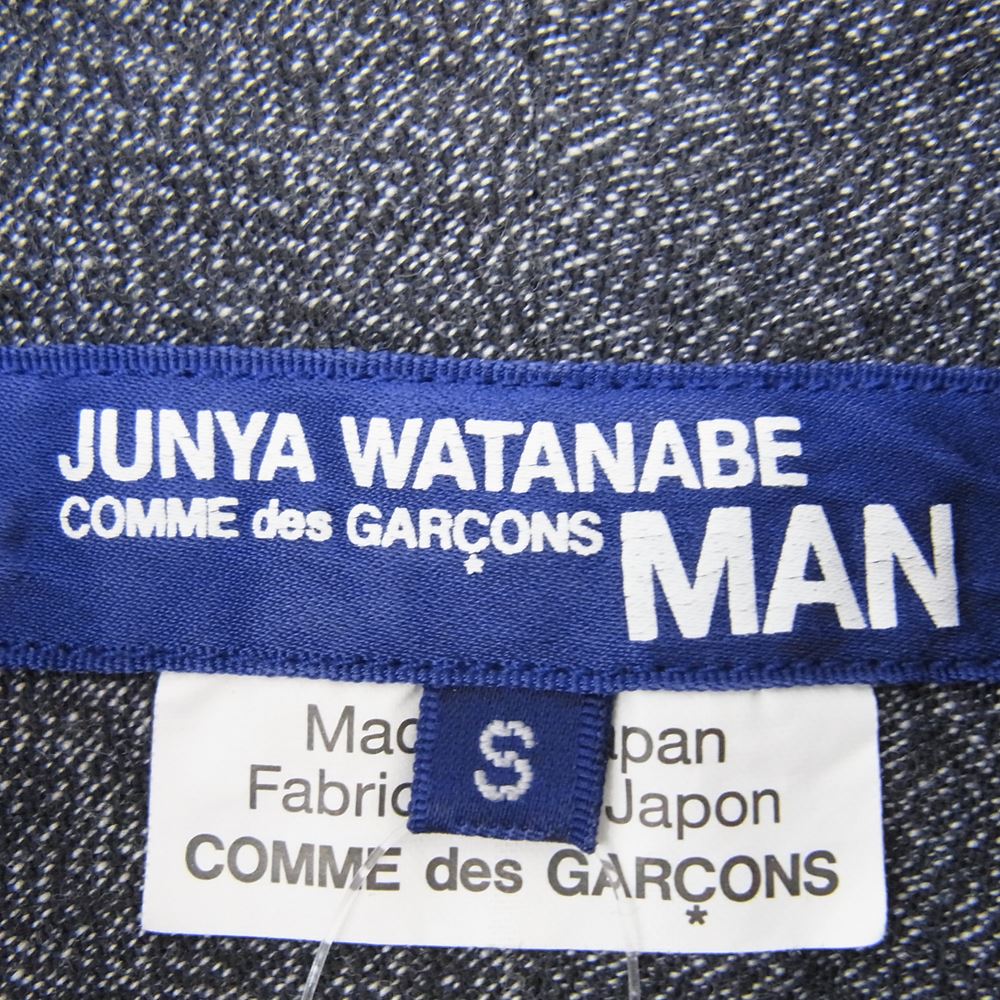 JUNYA WATANABE
COMME des GARÇONS MAN
S
Mac apan
Fabric Japon
COMME des GARÇONS